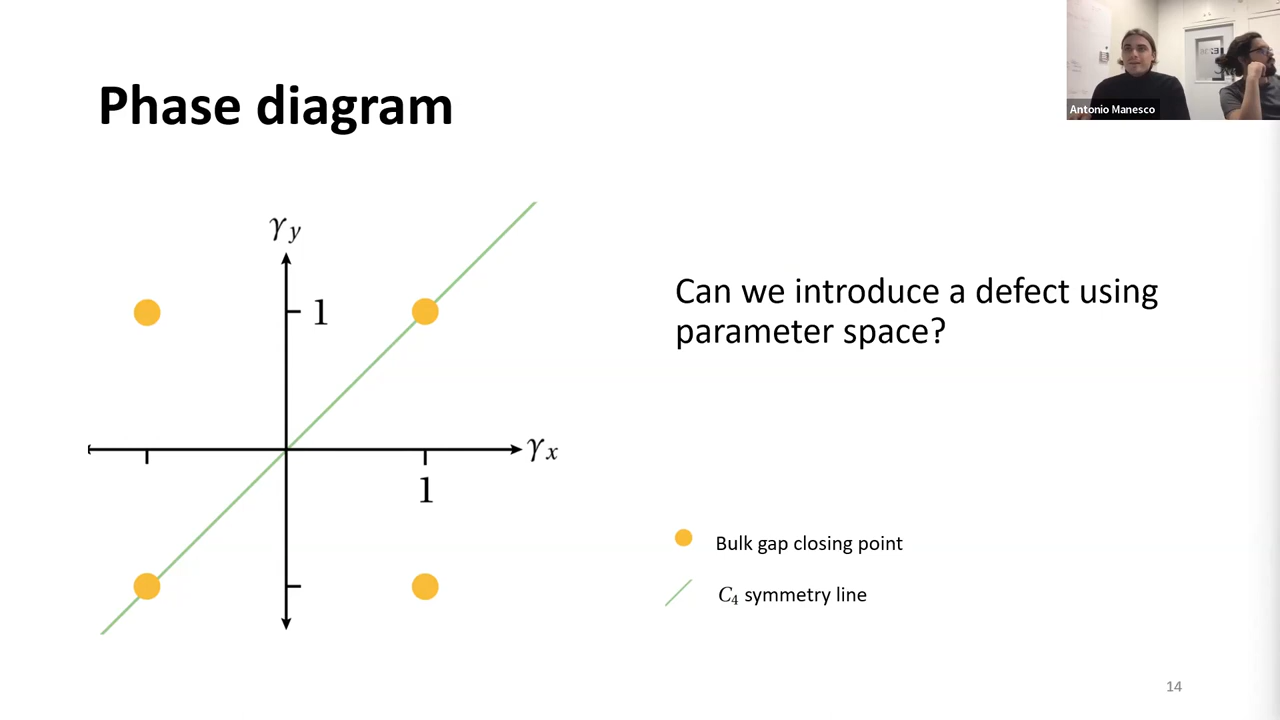 Antonio Manesco
Phase diagram
γy
1
γx
1
Can we introduce a defect using
parameter space?
Bulk gap closing point
C4 symmetry line
14